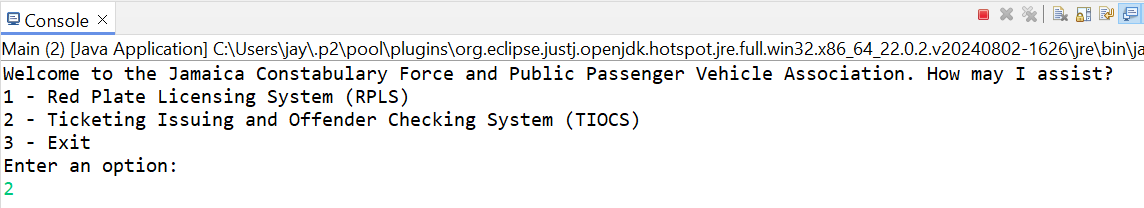 Console
Main (2) [Java Application] C:\Users\jay\.p2\pool\plugins\org.eclipse.justj.openjdk.hotspot.jre.full.win32.x86_64_22.0.2.v20240802-1626\jre\bin\ja
Welcome to the Jamaica Constabulary Force and Public Passenger Vehicle Association. How may I assist?
1 - Red Plate Licensing System (RPLS)
2 - Ticketing Issuing and Offender Checking System (TIOCS)
3 - Exit
Enter an option:
2